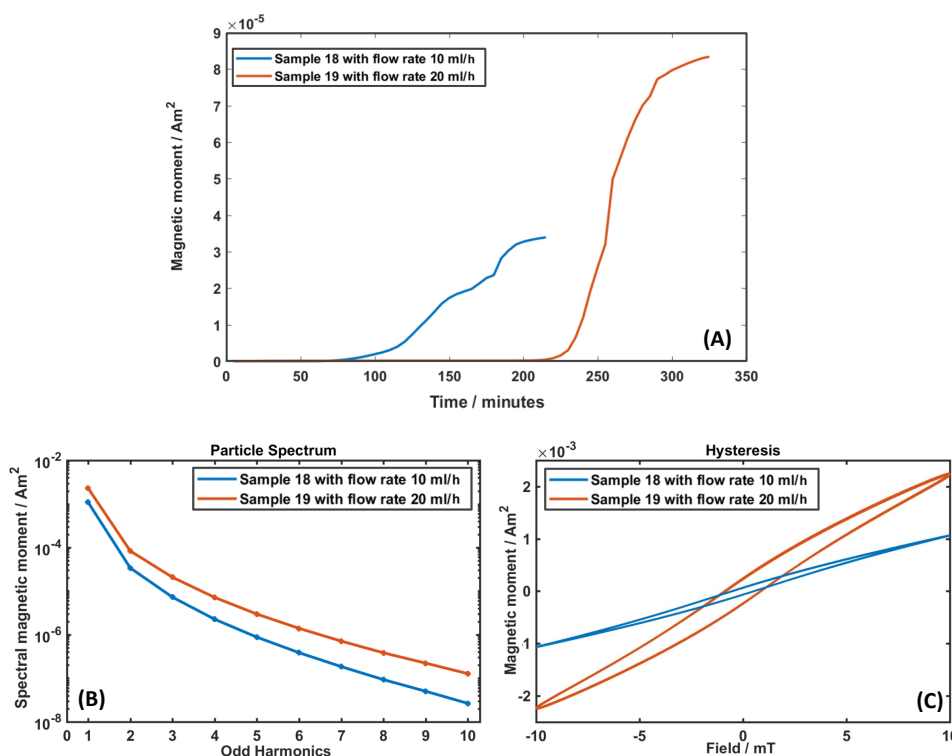 ×10-5
9
8
7
6
5
4
3
2
1
0
Magnetic moment / Am2
Sample 18 with flow rate 10 ml/h
Sample 19 with flow rate 20 ml/h
(A)
0 50 100 150 200 250 300 350
Time / minutes
Particle Spectrum
10-2
10-4
10-6
10-8
Spectral magnetic moment / Am2
Sample 18 with flow rate 10 ml/h
Sample 19 with flow rate 20 ml/h
(B)
0 1 2 3 4 5 6 7 8 9 10
Odd Harmonics
×10-3
Hysteresis
2
1
0
1
-2
Magnetic moment / Am2
Sample 18 with flow rate 10 ml/h
Sample 19 with flow rate 20 ml/h
(C)
-10 -5 0 5 10
Field / mT